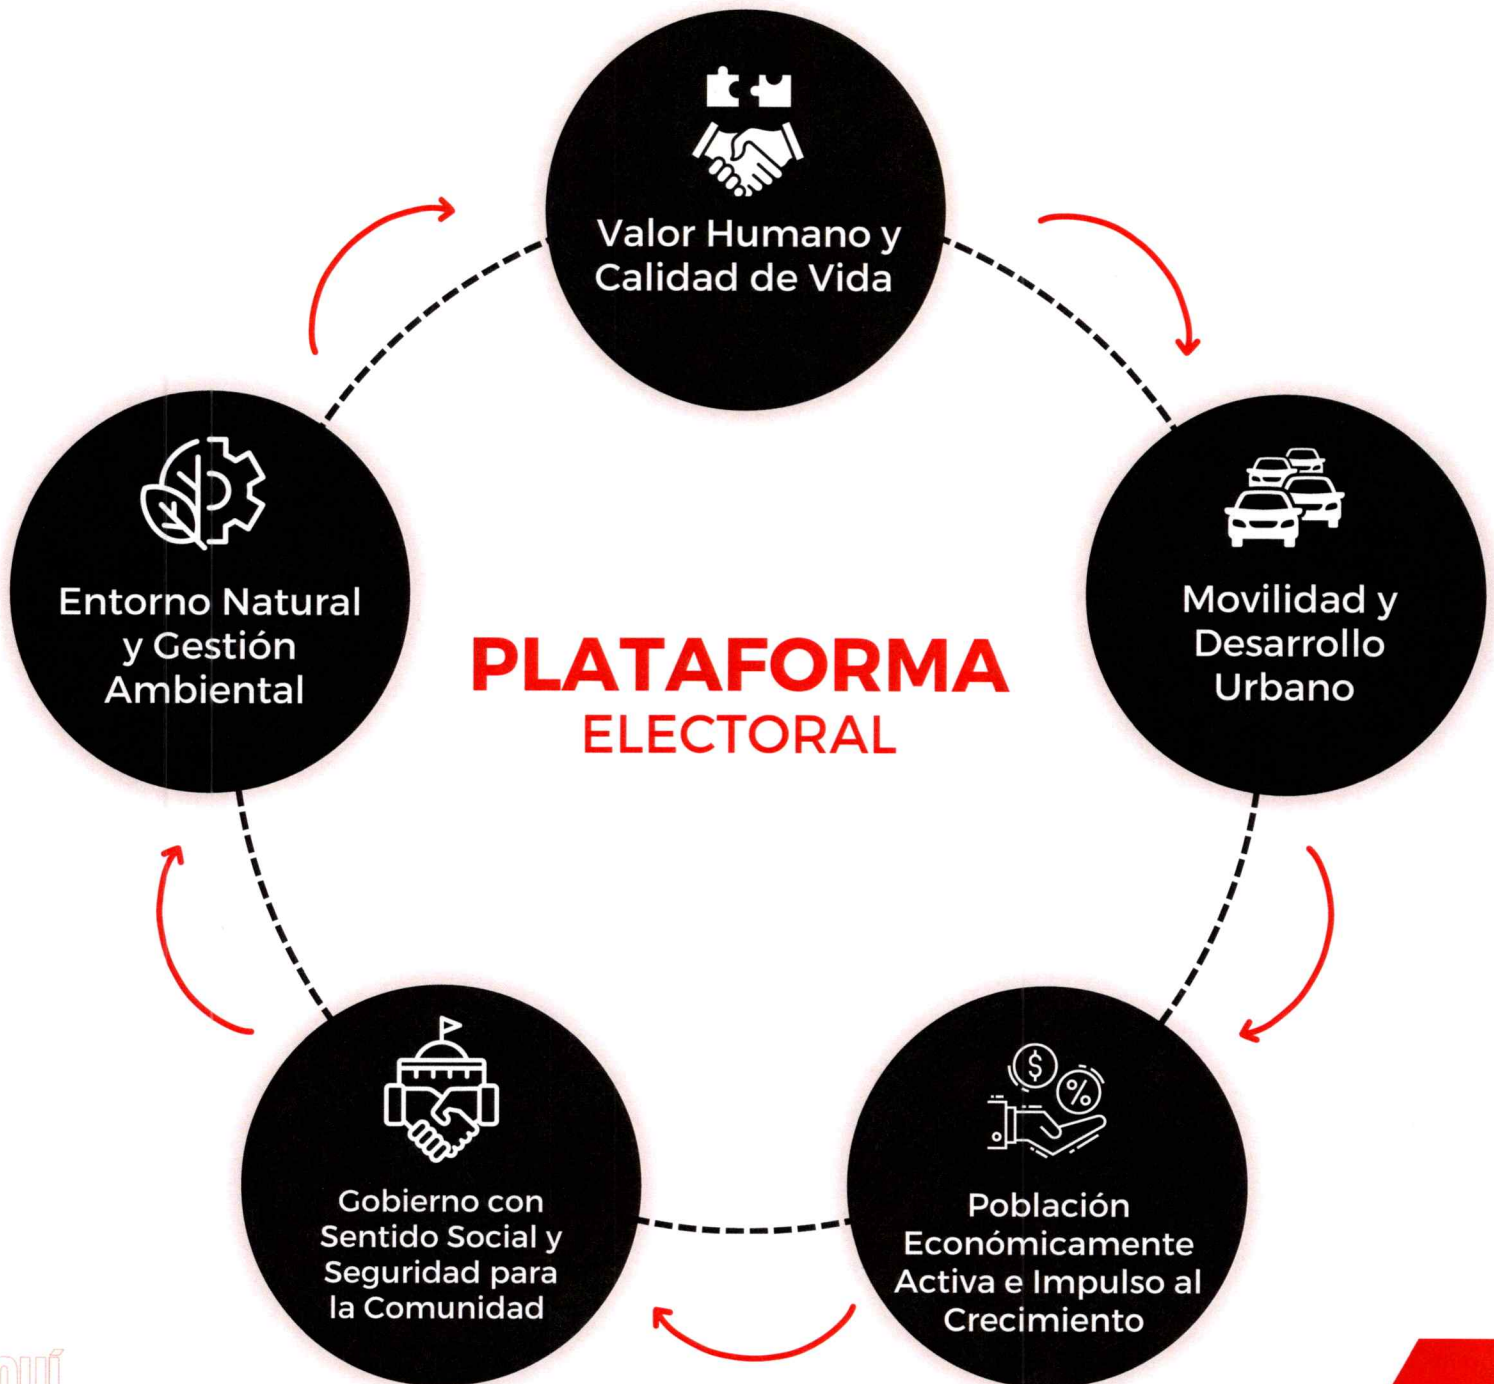 Valor Humano y
Calidad de Vida
Entorno Natural
y Gestión
Ambiental
Movilidad y
Desarrollo
Urbano
PLATAFORMA
ELECTORAL
Gobierno con
Sentido Social y
Seguridad para
la Comunidad
Población
Económicamente
Activa e Impulso al
Crecimiento